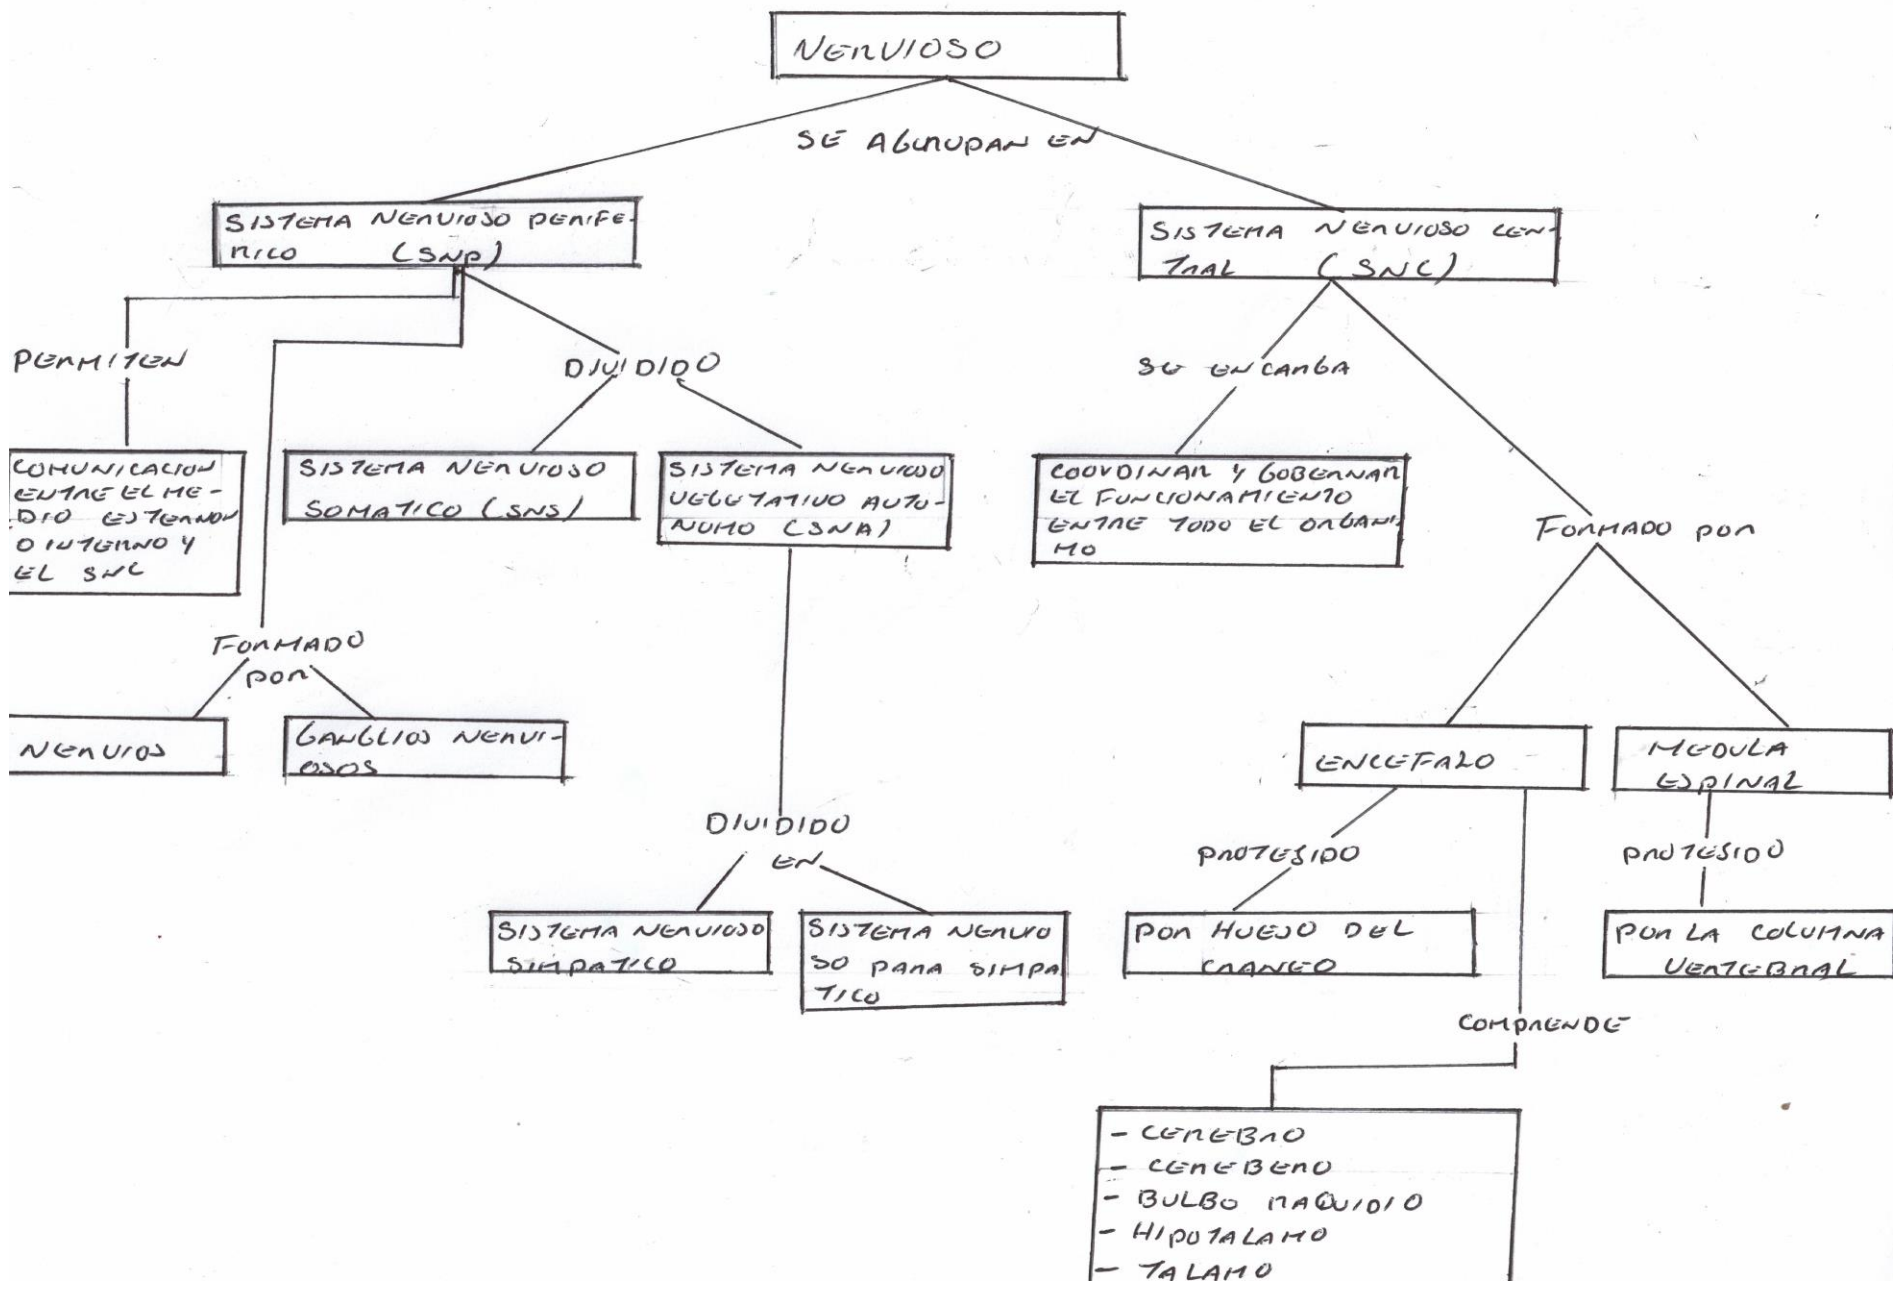 NERVIOSO
SE AGRUPAN EN
SISTEMA NERVIOSO PERIFE-
RICO (SNP)
SISTEMA NERVIOSO CEN-
TRAL (SNC)
PERMITEN
DIVIDIDO
SE ENCARGA
COMUNICACION
ENTRE EL ME-
DIO ESTERNON
O INTERNO Y
EL SNC
SISTEMA NERVIOSO
SOMATICO (SNS)
SISTEMA NERVIOSO
VEGETATIVO AUTO-
NUMO (SNA)
COORDINAR Y GOBERNAR
EL FUNCIONAMIENTO
ENTRE TODO EL ORGANI-
MO
FORMADO POR
FORMADO
POR
NERVIOS
GANGLIOS NERVI-
OSOS
ENCEFALO
MEDULA
ESPINAL
DIVIDIDO
EN
PROTEGIDO
PROTEGIDO
SISTEMA NERVIOSO
SIMPATICO
SISTEMA NERVIO
SO PARA SIMPA
TICO
POR HUESO DEL
CRANEO
POR LA COLUMNA
VERTEBRAL
COMPRENDE
- CEREBRO
- CEREBERO
- BULBO RAQUIDIO
- HIPOTALAMO
- TALAMO